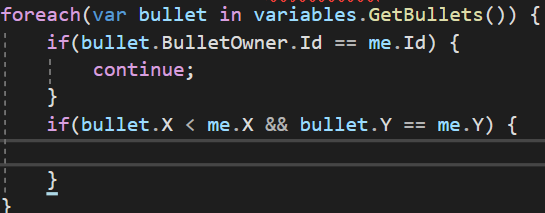 foreach(var bullet in variables.GetBullets()) {
    if(bullet.BulletOwner.Id == me.Id) {
        continue;
    }
    if(bullet.X < me.X && bullet.Y == me.Y) {
    }
}